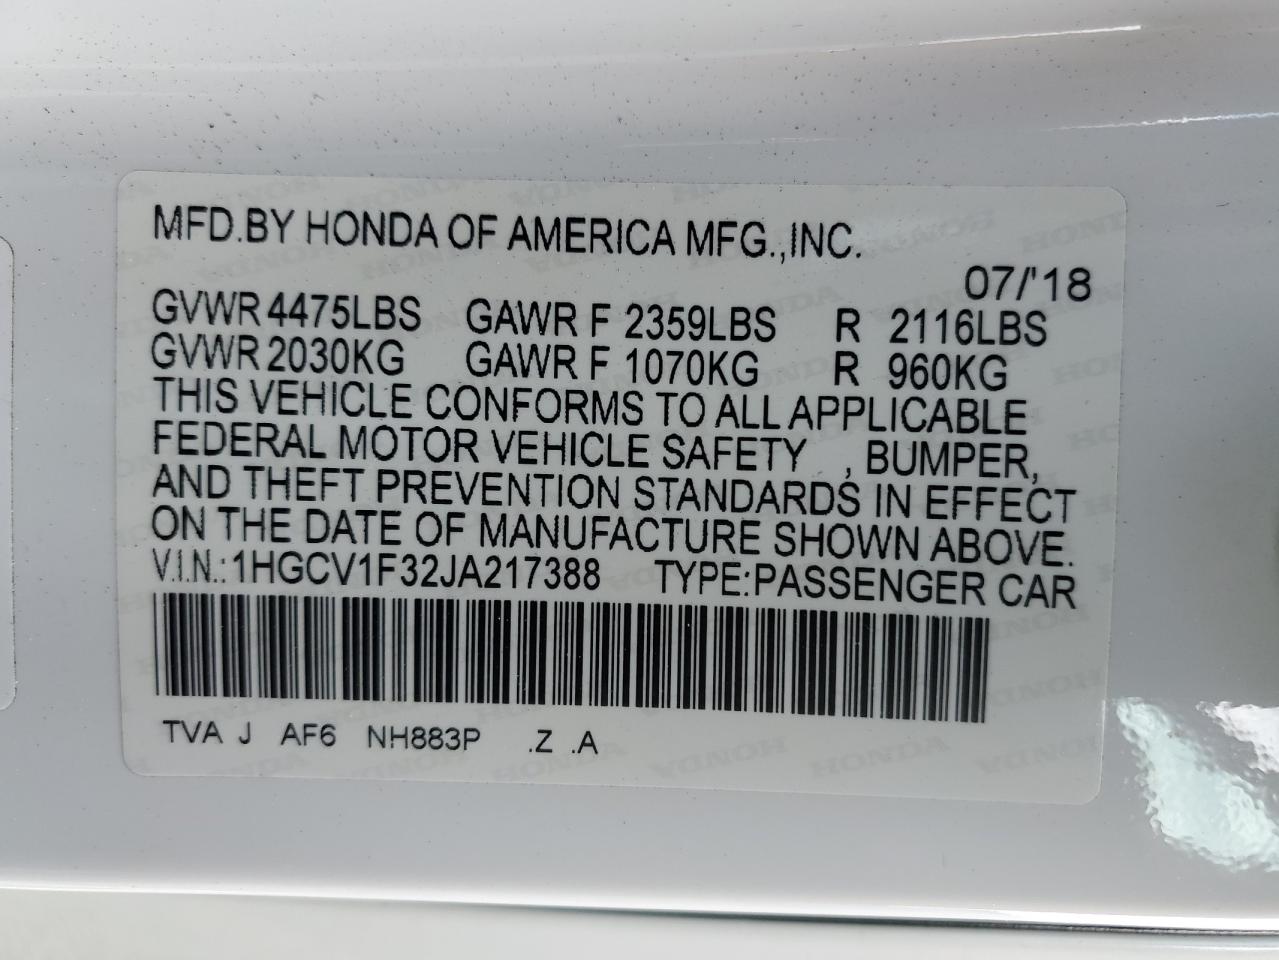 MFD.BY HONDA OF AMERICA MFG.,INC.
07/'18
GVWR 4475LBS GAWR F 2359LBS R 2116LBS
GVWR 2030KG GAWR F 1070KG R 960KG
THIS VEHICLE CONFORMS TO ALL APPLICABLE
FEDERAL MOTOR VEHICLE SAFETY , BUMPER,
AND THEFT PREVENTION STANDARDS IN EFFECT
ON THE DATE OF MANUFACTURE SHOWN ABOVE.
V.I.N.:1HGCV1F32JA217388 TYPE:PASSENGER CAR
TVA J AF6 NH883P .Z .A